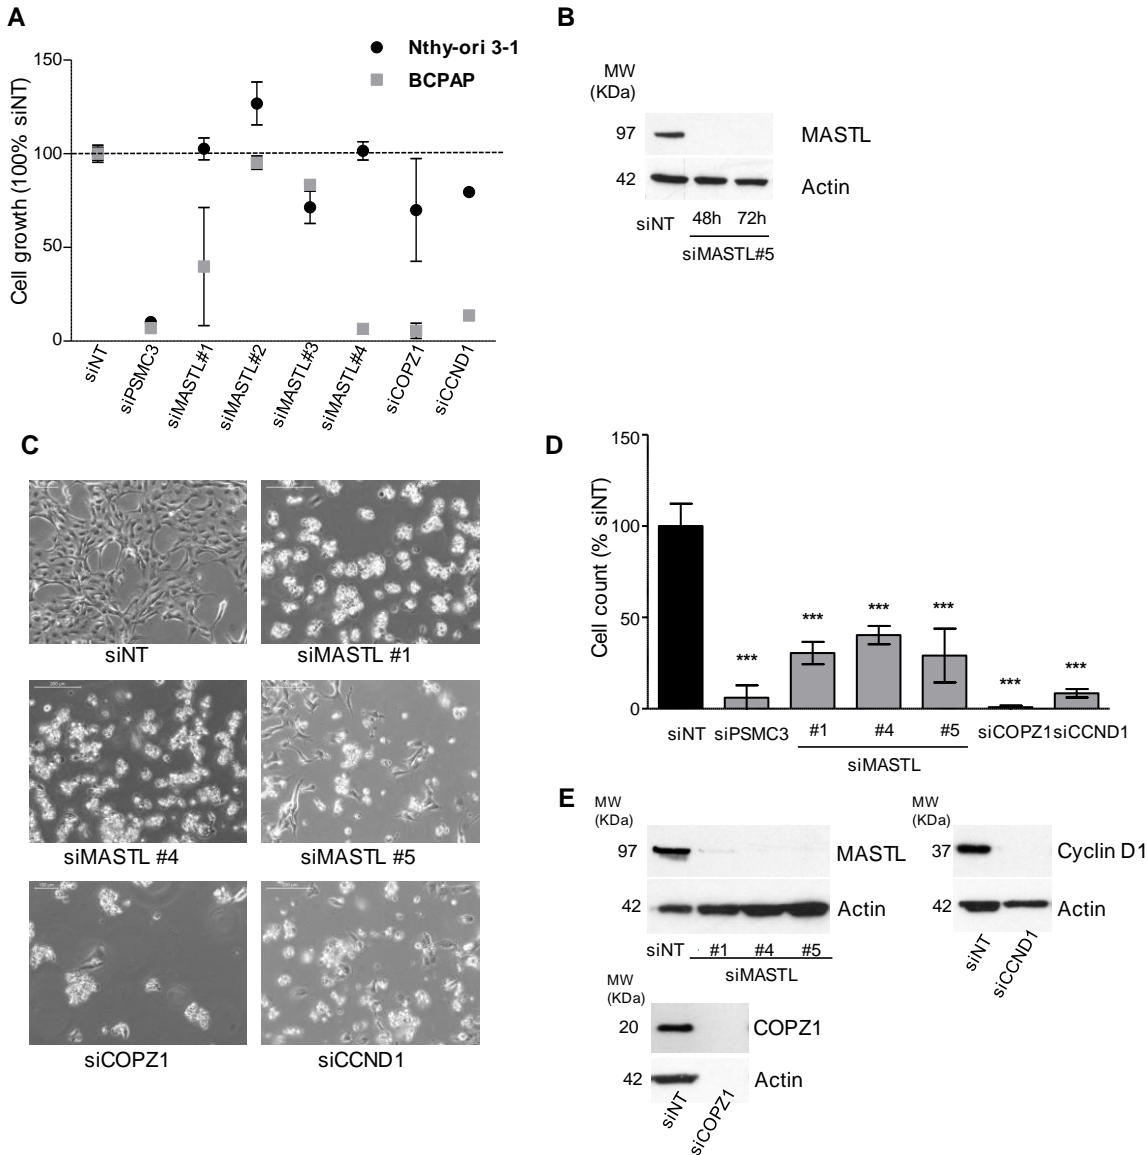 A
150
100
50
0
Cell growth (100% siNT)
Nthy-ori 3-1
BCPAP
siNT
siPSMC3
siMASTL#1
siMASTL#2
siMASTL#3
siMASTL#4
siCOPZ1
siCCND1
B
MW
(KDa)
97
MASTL
42
Actin
siNT
48h
72h
siMASTL#5
C
siNT
siMASTL #1
siMASTL #4
siMASTL #5
siCOPZ1
siCCND1
D
150
100
50
0
Cell count (% siNT)
***
***
***
***
***
***
siNT
siPSMC3
#1
#4
#5
siCOPZ1
siCCND1
siMASTL
E
MW
(KDa)
97
MASTL
42
Actin
siNT
#1
#4
#5
siMASTL
MW
(KDa)
37
Cyclin D1
42
Actin
siNT
siCCND1
MW
(KDa)
20
COPZ1
42
Actin
siNT
siCOPZ1